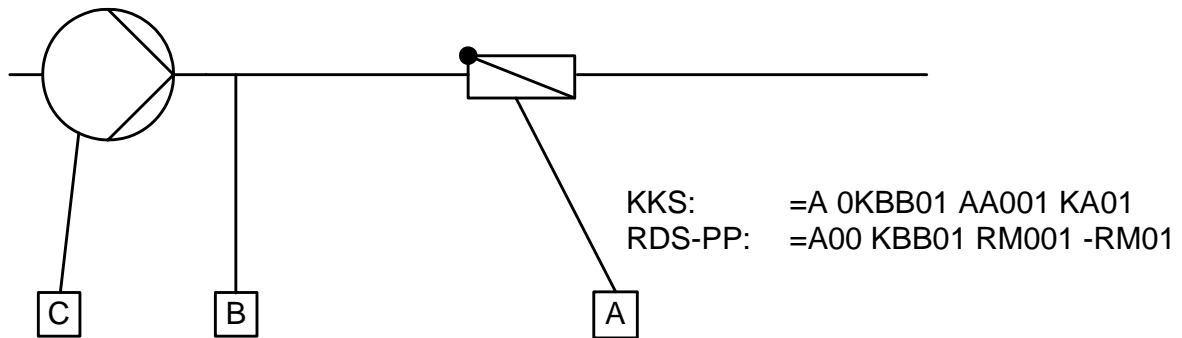 KKS: =A 0KBB01 AA001 KA01
RDS-PP: =A00 KBB01 RM001 -RM01
C B A